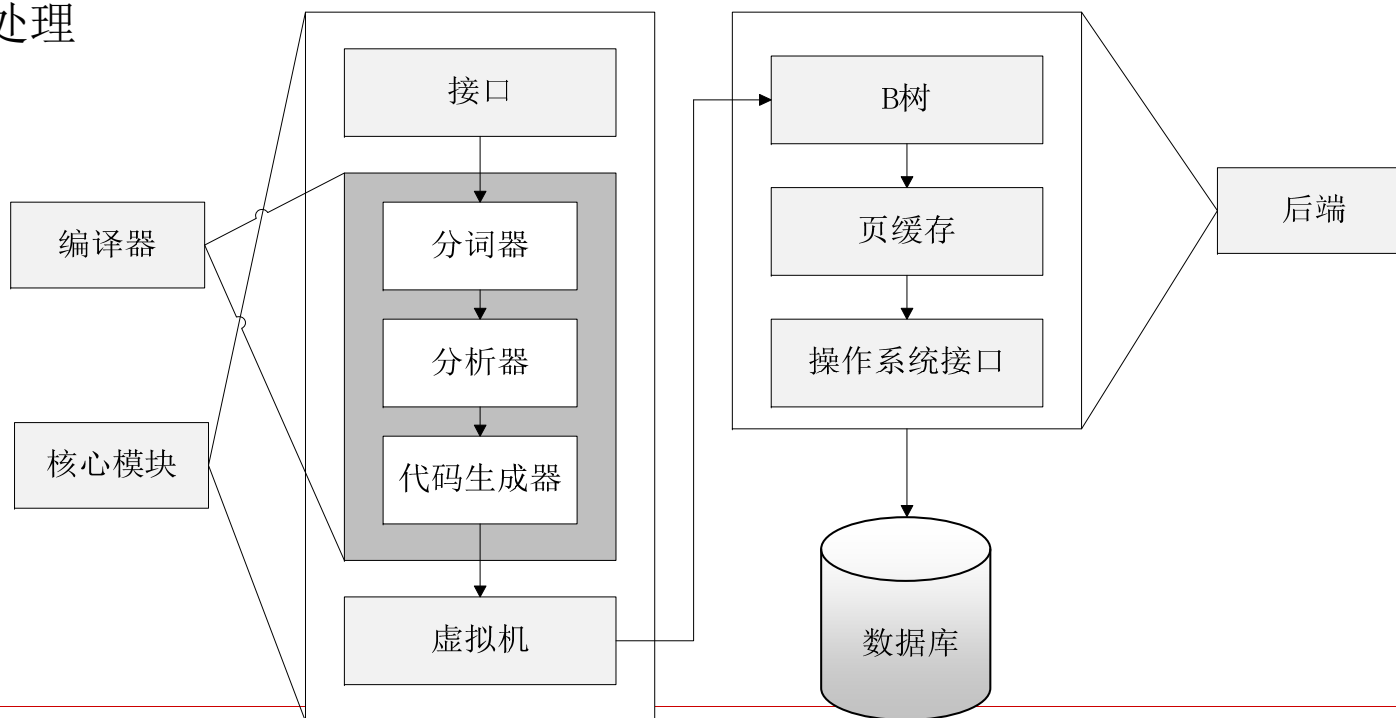 处理
接口
编译器
分词器
分析器
代码生成器
核心模块
虚拟机
B树
页缓存
操作系统接口
后端
数据库